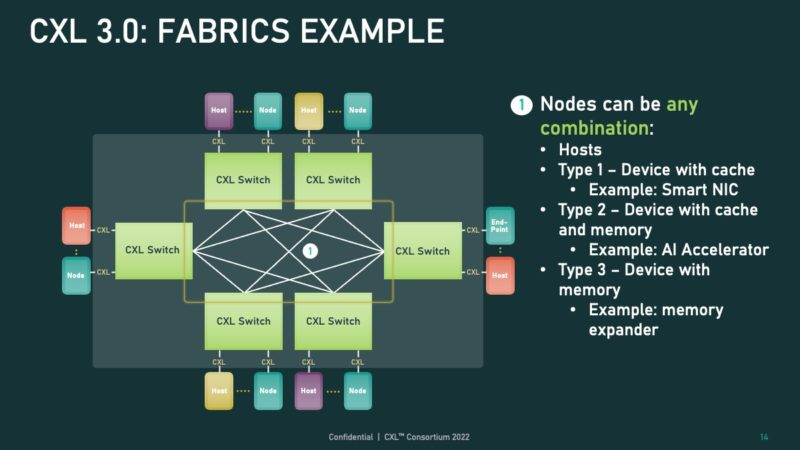 CXL 3.0: FABRICS EXAMPLE
Host
Node
Host
Node
CXL
CXL
CXL
CXL
CXL Switch
CXL Switch
Host
CXL
CXL Switch
CXL
Node
1
CXL Switch
CXL
End-
Point
CXL
Host
CXL Switch
CXL Switch
CXL
CXL
CXL
CXL
Host
Node
Host
Node
1 Nodes can be any
combination:
• Hosts
• Type 1 – Device with cache
• Example: Smart NIC
• Type 2 – Device with cache
and memory
• Example: AI Accelerator
• Type 3 – Device with
memory
• Example: memory
expander
Confidential | CXL™ Consortium 2022
14